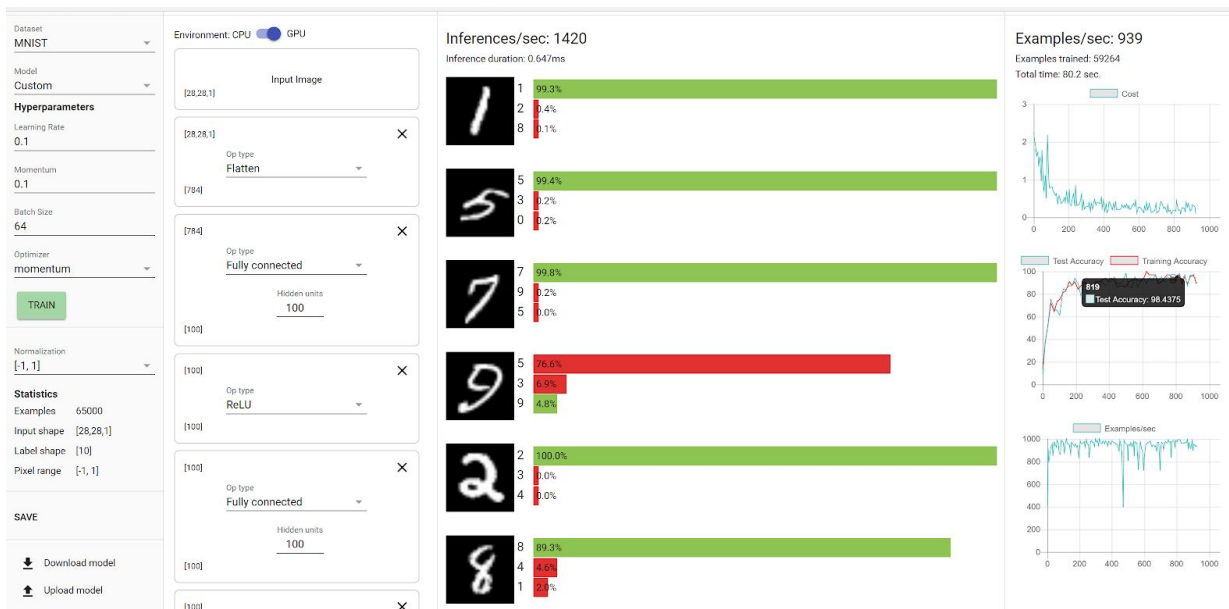 Dataset
MNIST
Model
Custom
Hyperparameters
Learning Rate
0.1
Momentum
0.1
Batch Size
64
Optimizer
momentum
TRAIN
Normalization
[-1, 1]
Statistics
Examples 65000
Input shape [28,28,1]
Label shape [10]
Pixel range [-1, 1]
SAVE
Download model
Upload model
Environment: CPU GPU
Input Image
[28,28,1]
[28,28,1]
Op type
Flatten
[784]
[784]
Op type
Fully connected
Hidden units
100
[100]
[100]
Op type
ReLU
[100]
[100]
Op type
Fully connected
Hidden units
100
[100]
[100]
Inferences/sec: 1420
Inference duration: 0.647ms
1 99.3%
2 0.4%
8 0.1%
5 99.4%
3 0.2%
0 0.2%
7 99.8%
9 0.2%
5 0.0%
5 76.6%
3 6.9%
9 4.8%
2 100.0%
3 0.0%
4 0.0%
8 89.3%
4 4.6%
1 2.0%
Examples/sec: 939
Examples trained: 59264
Total time: 80.2 sec.
Cost
3
2
1
0
0 200 400 600 800 1000
Test Accuracy Training Accuracy
100
80
60
40
20
0
0 200 400 600 800 1000
819
Test Accuracy: 98.4375
Examples/sec
1000
800
600
400
200
0
0 200 400 600 800 1000